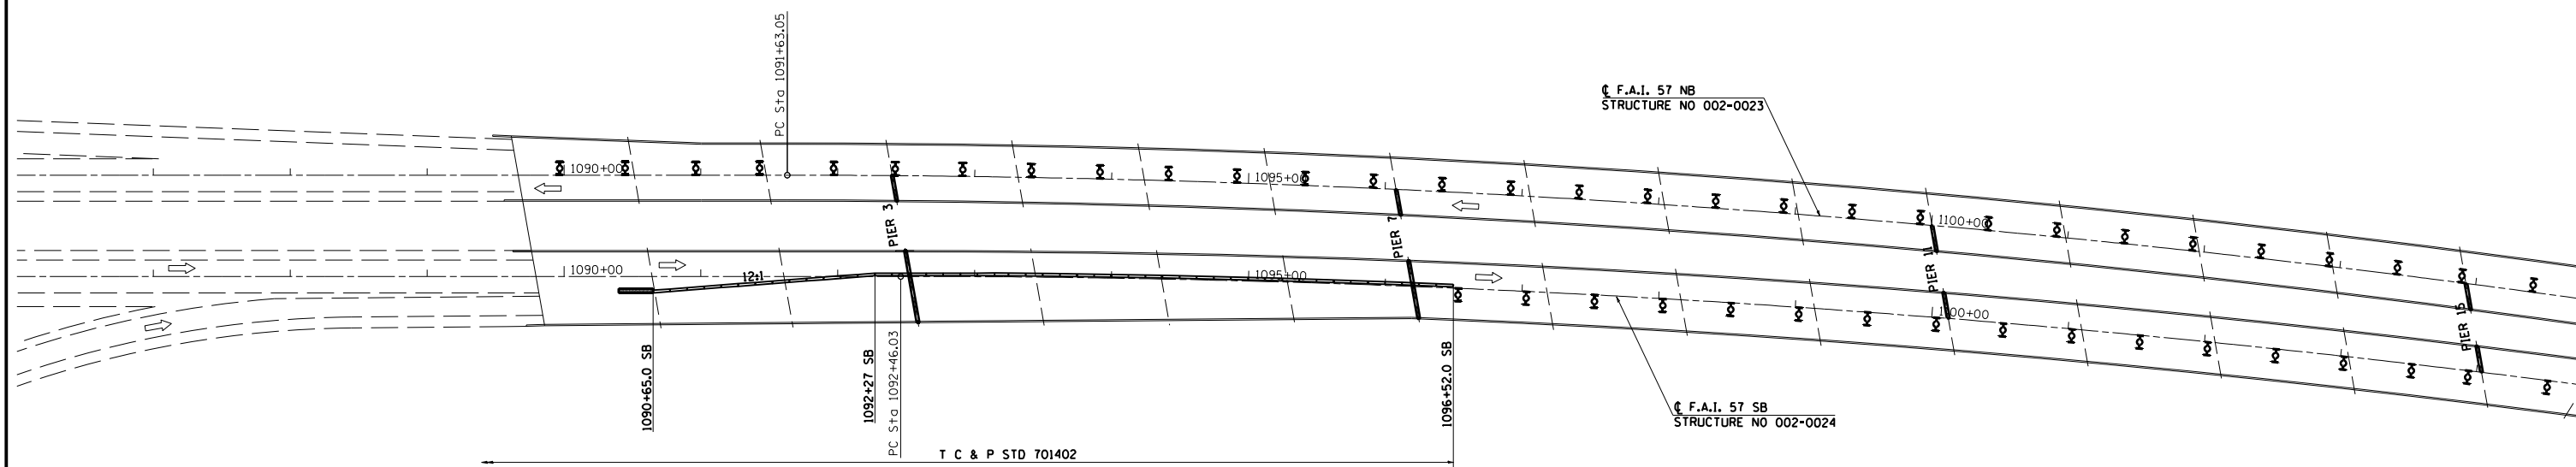 PC Sta 1091+63.05
℄ F.A.I. 57 NB
STRUCTURE NO 002-0023
1090+00
1095+00
1100+00
PIER 3
PIER 7
PIER 11
PIER 15
1090+00
12:1
1095+00
1100+00
1090+65.0 SB
1092+27 SB
PC Sta 1092+46.03
1096+52.0 SB
℄ F.A.I. 57 SB
STRUCTURE NO 002-0024
T C & P STD 701402